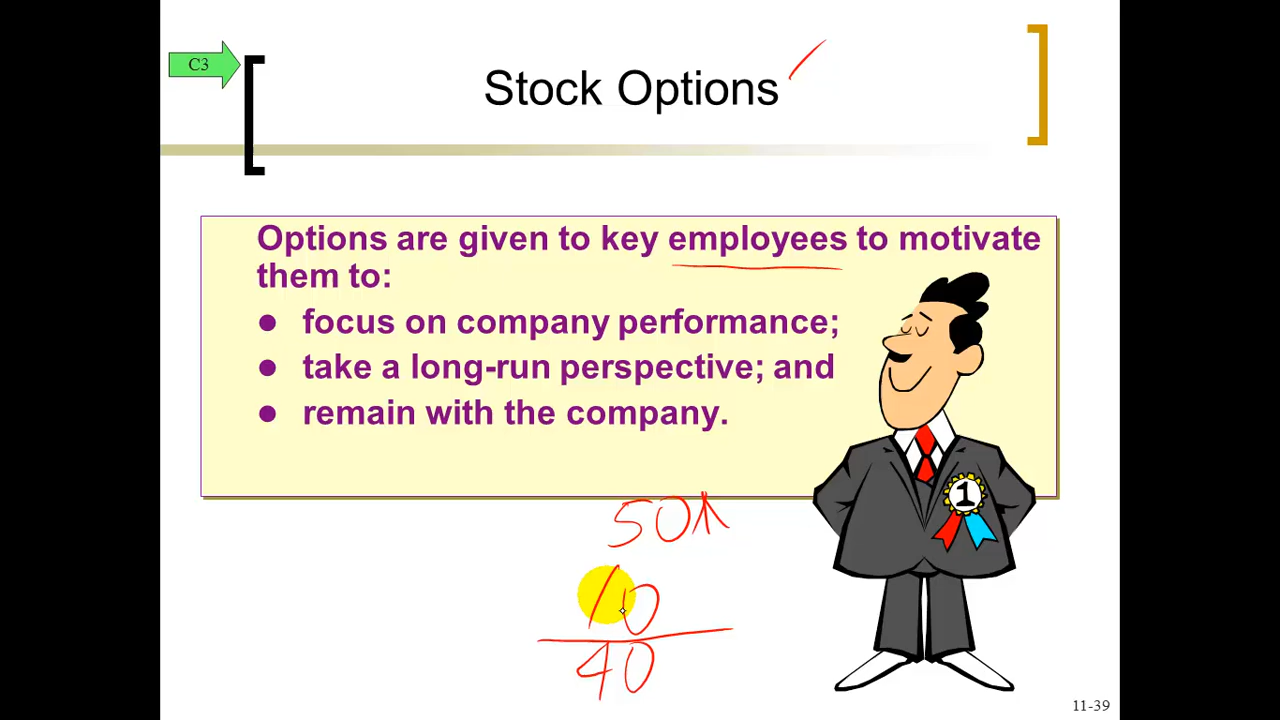 C3
Stock Options
Options are given to key employees to motivate
them to:
● focus on company performance;
● take a long-run perspective; and
● remain with the company.
1
50
10
40
11-39